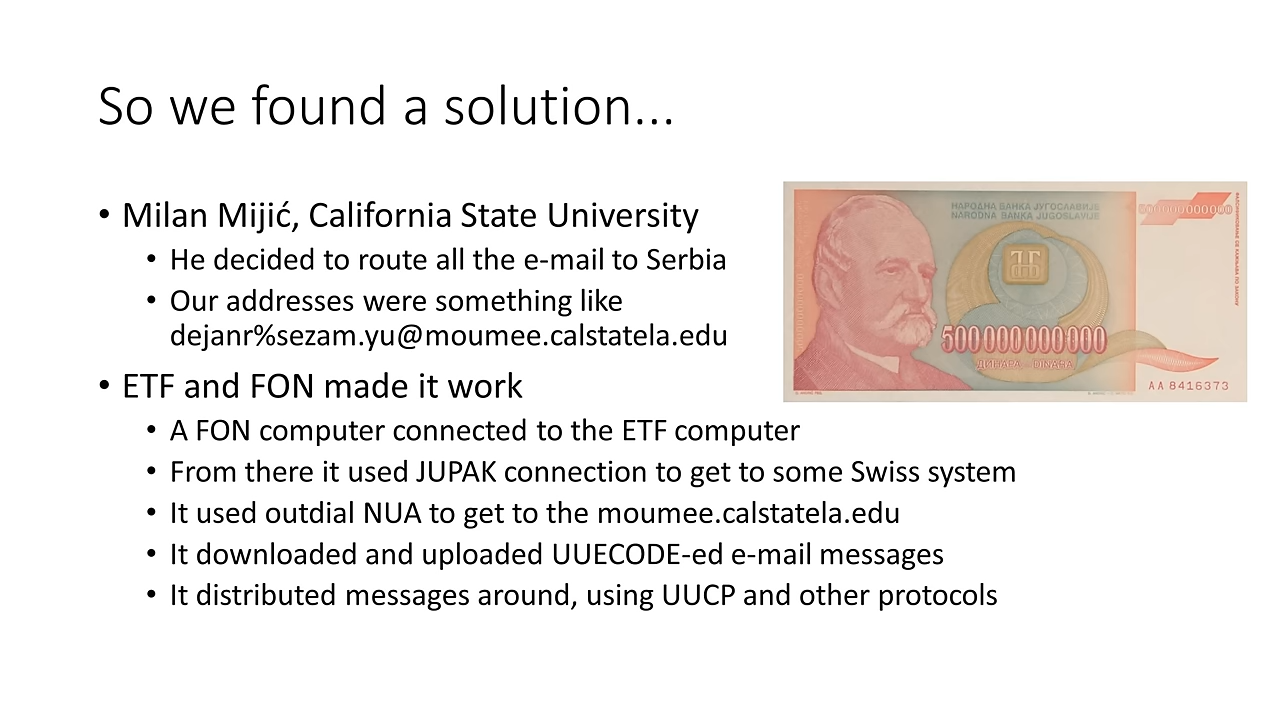 So we found a solution...
• Milan Mijić, California State University
• He decided to route all the e-mail to Serbia
• Our addresses were something like
dejanr%sezam.yu@moumee.calstatela.edu
• ETF and FON made it work
• A FON computer connected to the ETF computer
• From there it used JUPAK connection to get to some Swiss system
• It used outdial NUA to get to the moumee.calstatela.edu
• It downloaded and uploaded UUECODE-ed e-mail messages
• It distributed messages around, using UUCP and other protocols
НАРОДНА БАНКА ЈУГОСЛАВИЈЕ
NARODNA BANKA JUGOSLAVIJE
500000000000
500 000 000 000
ДИНАРА - DINARA
AA 8416373